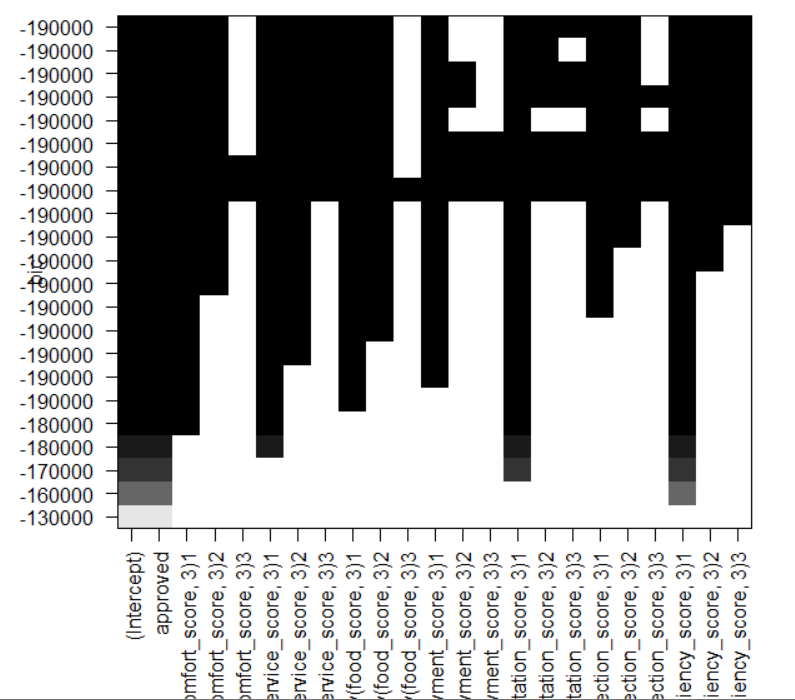 -190000
-190000
-190000
-190000
-190000
-190000
-190000
-190000
-190000
-190000
-190000
bic
-190000
-190000
-190000
-190000
-190000
-190000
-180000
-180000
-170000
-160000
-130000
(Intercept)
approved
omfort_score, 3)1
omfort_score, 3)2
omfort_score, 3)3
ervice_score, 3)1
ervice_score, 3)2
ervice_score, 3)3
y(food_score, 3)1
y(food_score, 3)2
y(food_score, 3)3
yment_score, 3)1
yment_score, 3)2
yment_score, 3)3
tation_score, 3)1
tation_score, 3)2
tation_score, 3)3
ection_score, 3)1
ection_score, 3)2
ection_score, 3)3
iency_score, 3)1
iency_score, 3)2
iency_score, 3)3